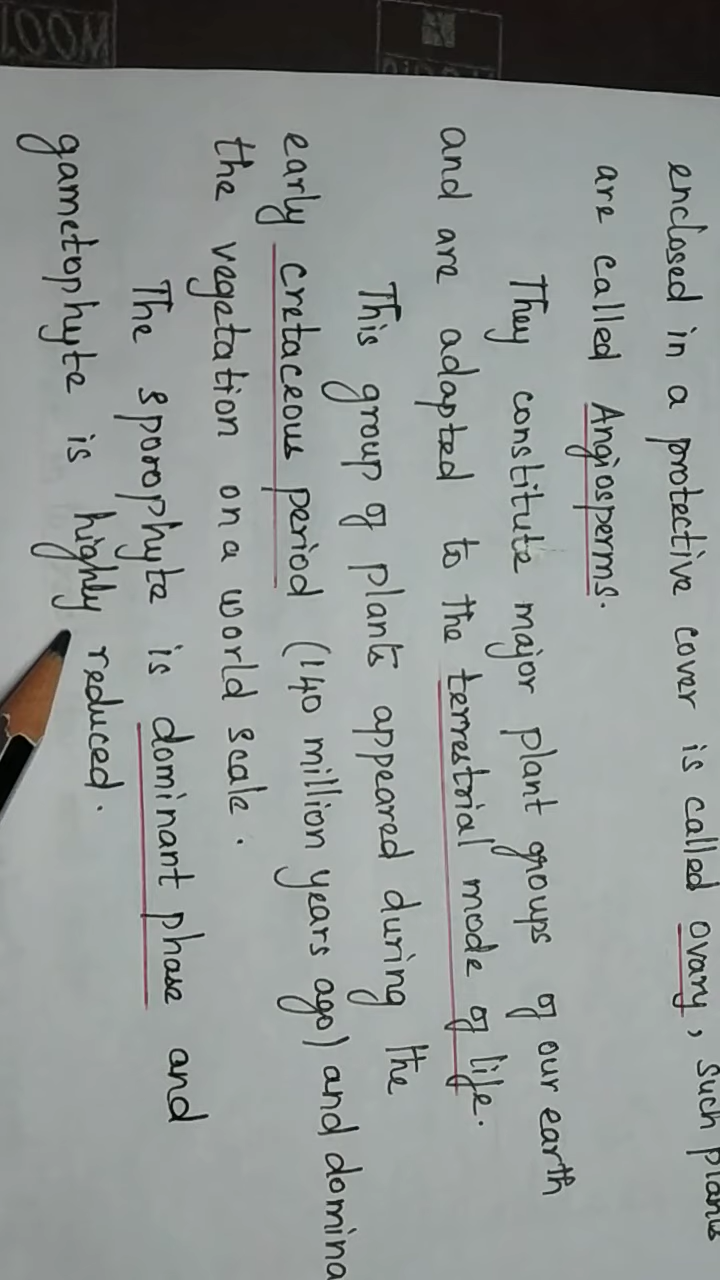 enclosed in a protective cover is called ovary, such plants
are called Angiosperms.
They constitute major plant groups of our earth
and are adapted to the terrestrial mode of life.
This group of plants appeared during the
early cretaceous period (140 million years ago) and domina
the vegetation on a world scale.
The sporophyte is dominant phase and
gametophyte is highly reduced.